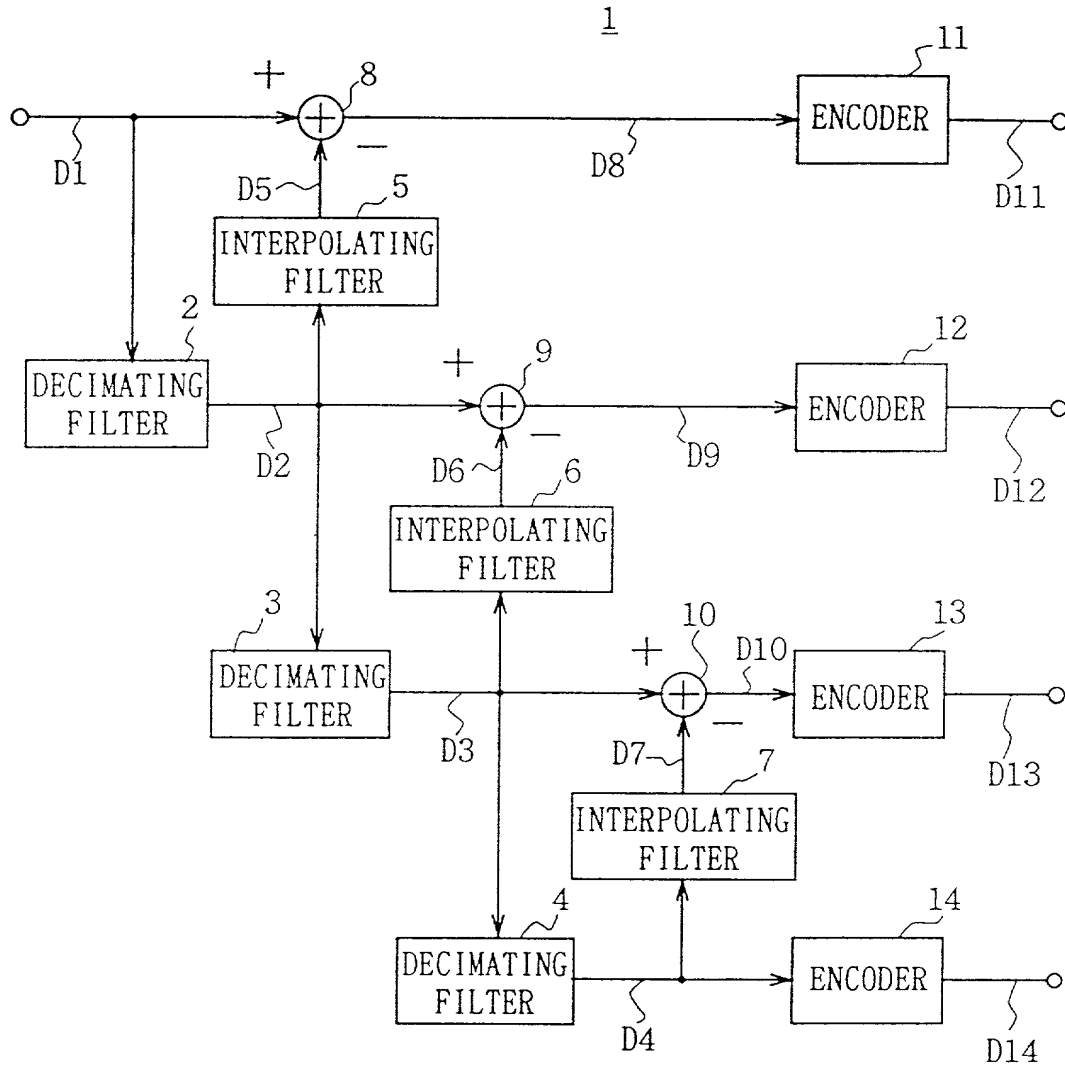 1
11
+
8
ENCODER
D1
−
D8
D11
D5
5
INTERPOLATING
FILTER
2
12
+
9
DECIMATING
FILTER
ENCODER
D2
−
D9
D12
D6
6
INTERPOLATING
FILTER
3
10
13
+
D10
DECIMATING
FILTER
ENCODER
D3
−
D7
7
D13
INTERPOLATING
FILTER
4
14
DECIMATING
FILTER
ENCODER
D4
D14